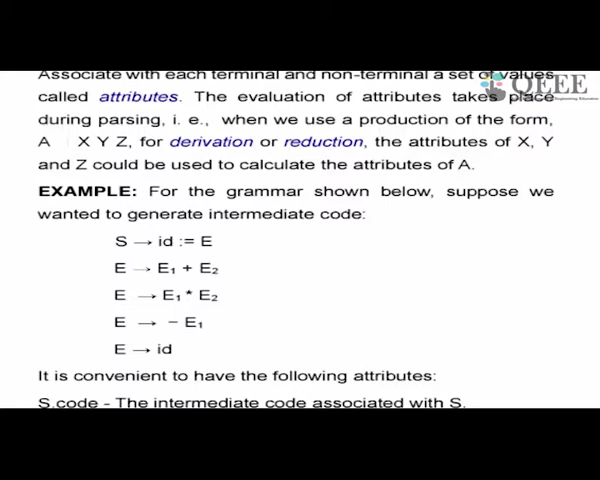 QEEE
Associate with each terminal and non-terminal a set of values
called attributes. The evaluation of attributes takes place
during parsing, i. e., when we use a production of the form,
A X Y Z, for derivation or reduction, the attributes of X, Y
and Z could be used to calculate the attributes of A.
EXAMPLE: For the grammar shown below, suppose we
wanted to generate intermediate code:
S → id := E
E → E₁ + E₂
E → E₁ * E₂
E → − E₁
E → id
It is convenient to have the following attributes:
S.code - The intermediate code associated with S.